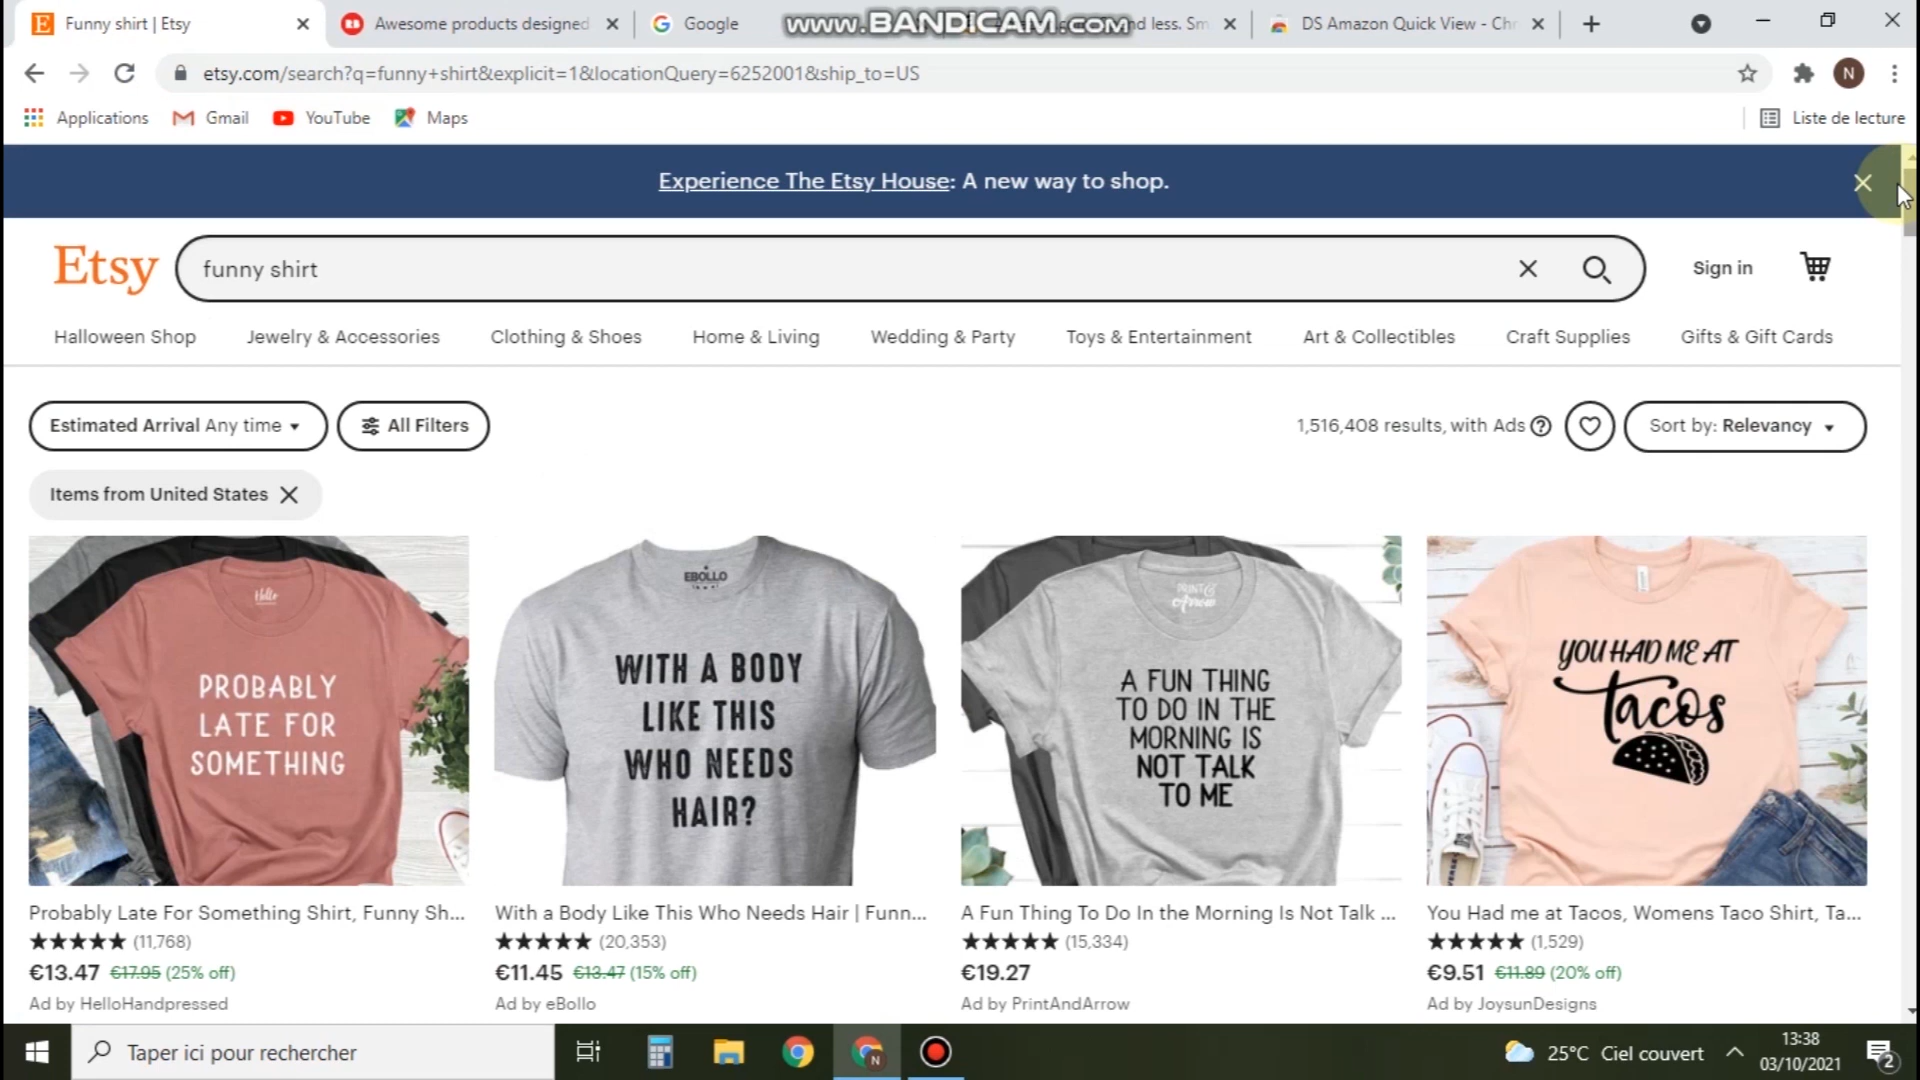 Funny shirt | Etsy
Awesome products designed
Google
www.BANDICAM.com
nd less. Sm
DS Amazon Quick View - Chr
etsy.com/search?q=funny+shirt&explicit=1&locationQuery=6252001&ship_to=US
N
Applications
Gmail
YouTube
Maps
Liste de lecture
Experience The Etsy House: A new way to shop.
Etsy
funny shirt
Sign in
Halloween Shop
Jewelry & Accessories
Clothing & Shoes
Home & Living
Wedding & Party
Toys & Entertainment
Art & Collectibles
Craft Supplies
Gifts & Gift Cards
Estimated Arrival Any time
All Filters
1,516,408 results, with Ads
Sort by: Relevancy
Items from United States
Hello
PROBABLY
LATE FOR
SOMETHING
EBOLLO
WITH A BODY
LIKE THIS
WHO NEEDS
HAIR?
PRINT&
Arrow
A FUN THING
TO DO IN THE
MORNING IS
NOT TALK
TO ME
YOU HAD ME AT
tacos
Probably Late For Something Shirt, Funny Sh...
(11,768)
€13.47 €17.95 (25% off)
Ad by HelloHandpressed
With a Body Like This Who Needs Hair | Funn...
(20,353)
€11.45 €13.47 (15% off)
Ad by eBollo
A Fun Thing To Do In the Morning Is Not Talk ...
(15,334)
€19.27
Ad by PrintAndArrow
You Had me at Tacos, Womens Taco Shirt, Ta...
(1,529)
€9.51 €11.89 (20% off)
Ad by JoysunDesigns
Taper ici pour rechercher
25°C Ciel couvert
13:38
03/10/2021
2